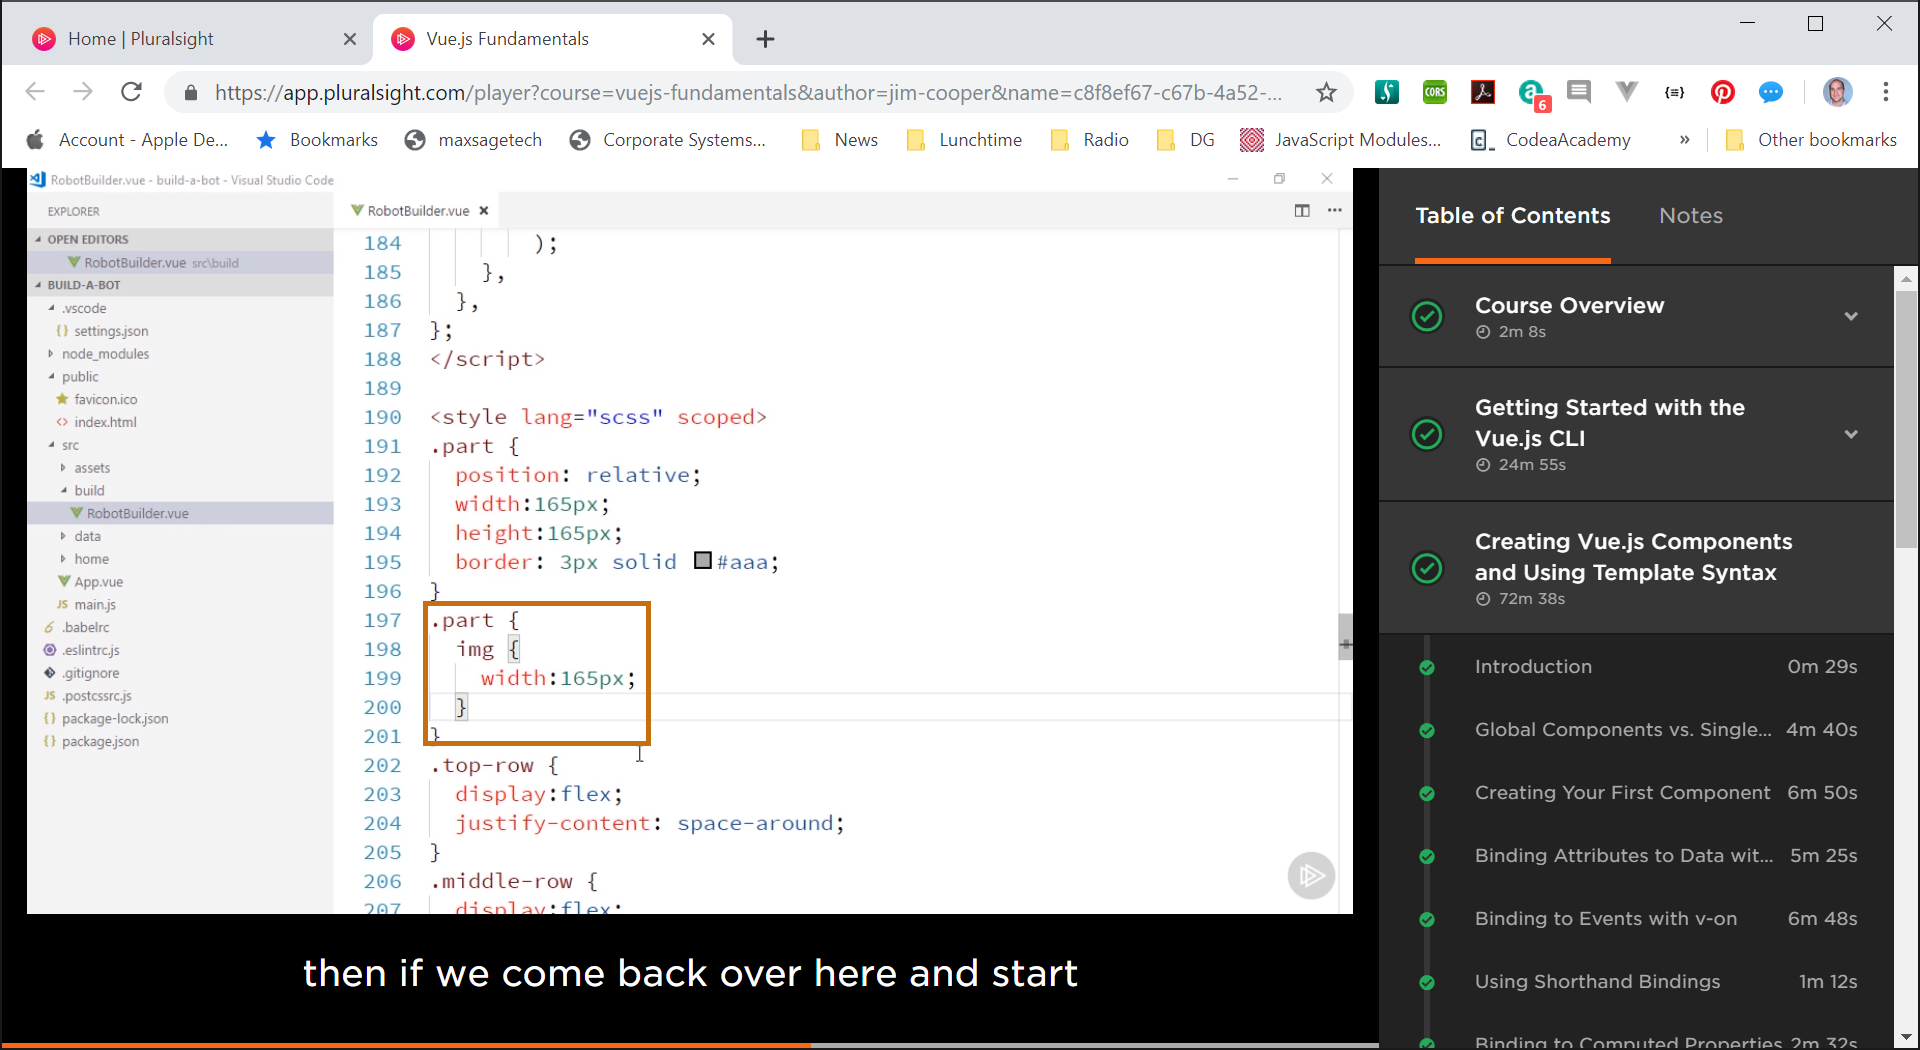 Home | Pluralsight
Vue.js Fundamentals
https://app.pluralsight.com/player?course=vuejs-fundamentals&author=jim-cooper&name=c8f8ef67-c67b-4a52-...
CORS
6
{≡}
Account - Apple De...
Bookmarks
maxsagetech
Corporate Systems...
News
Lunchtime
Radio
DG
JavaScript Modules...
CodeaAcademy
»
Other bookmarks
RobotBuilder.vue - build-a-bot - Visual Studio Code
EXPLORER
OPEN EDITORS
RobotBuilder.vue src\build
BUILD-A-BOT
.vscode
{} settings.json
node_modules
public
favicon.ico
<> index.html
src
assets
build
RobotBuilder.vue
data
home
App.vue
JS main.js
.babelrc
.eslintrc.js
.gitignore
JS .postcssrc.js
{} package-lock.json
{} package.json
RobotBuilder.vue
184 );
185 },
186 },
187 };
188 </script>
189
190 <style lang="scss" scoped>
191 .part {
192 position: relative;
193 width:165px;
194 height:165px;
195 border: 3px solid #aaa;
196 }
197 .part {
198 img {
199 width:165px;
200 }
201 }
202 .top-row {
203 display:flex;
204 justify-content: space-around;
205 }
206 .middle-row {
207 display:flex;
then if we come back over here and start
Table of Contents
Notes
Course Overview
2m 8s
Getting Started with the
Vue.js CLI
24m 55s
Creating Vue.js Components
and Using Template Syntax
72m 38s
Introduction 0m 29s
Global Components vs. Single... 4m 40s
Creating Your First Component 6m 50s
Binding Attributes to Data wit... 5m 25s
Binding to Events with v-on 6m 48s
Using Shorthand Bindings 1m 12s
Binding to Computed Properties 2m 32s